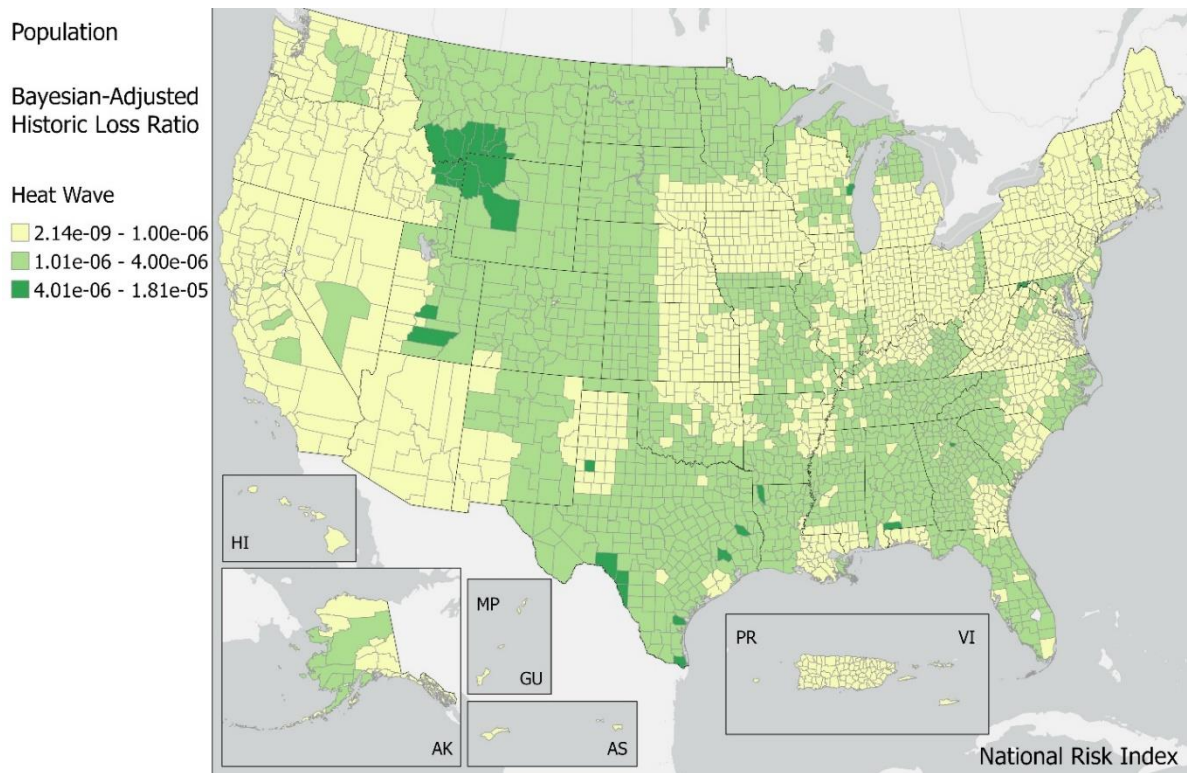 Population
Bayesian-Adjusted
Historic Loss Ratio
Heat Wave
2.14e-09 - 1.00e-06
1.01e-06 - 4.00e-06
4.01e-06 - 1.81e-05
HI
AK
MP
GU
AS
PR
VI
National Risk Index